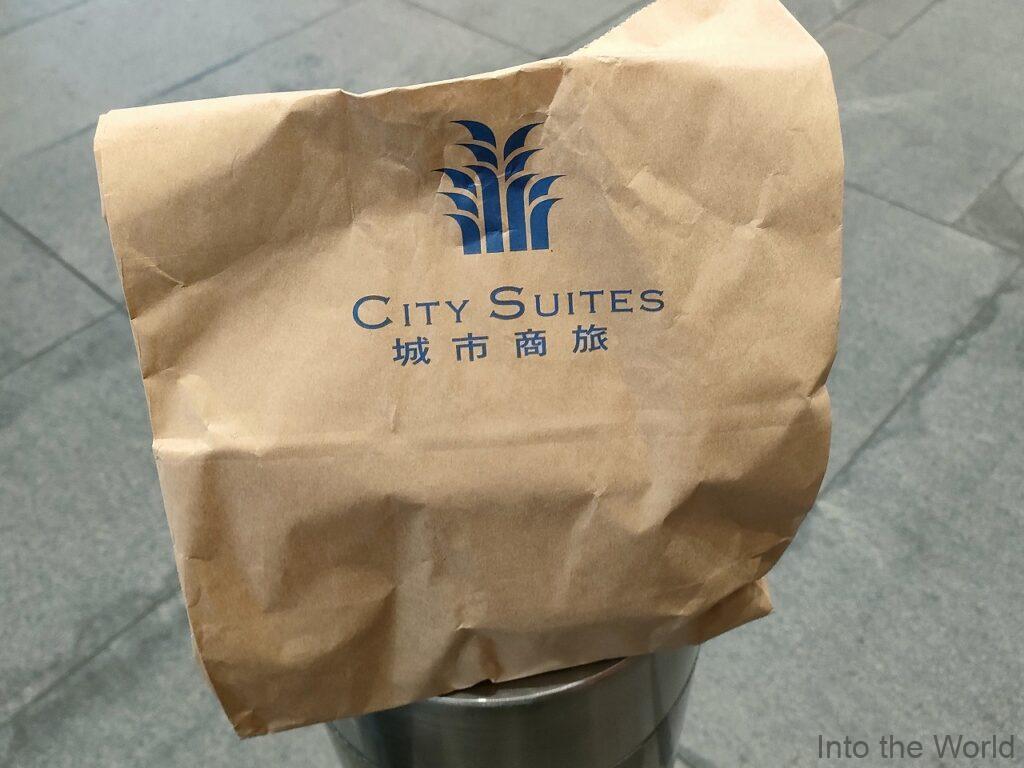 CITY SUITES
城市商旅
Into the World